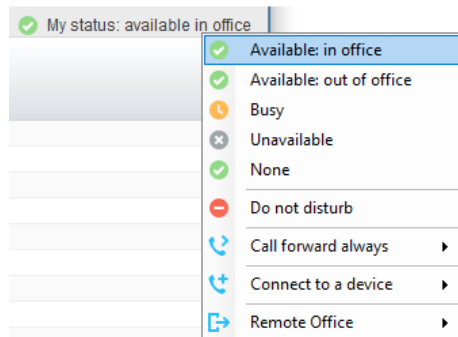 My status: available in office
Available: in office
Available: out of office
Busy
Unavailable
None
Do not disturb
Call forward always
Connect to a device
Remote Office